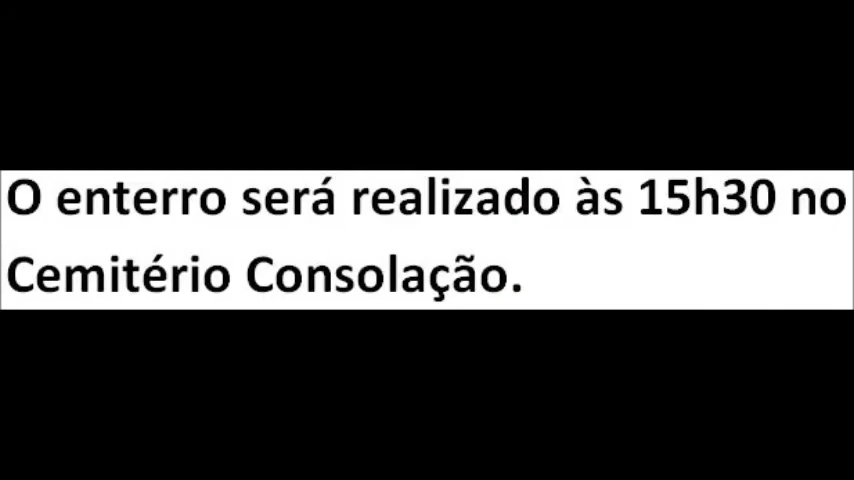 O enterro será realizado às 15h30 no
Cemitério Consolação.